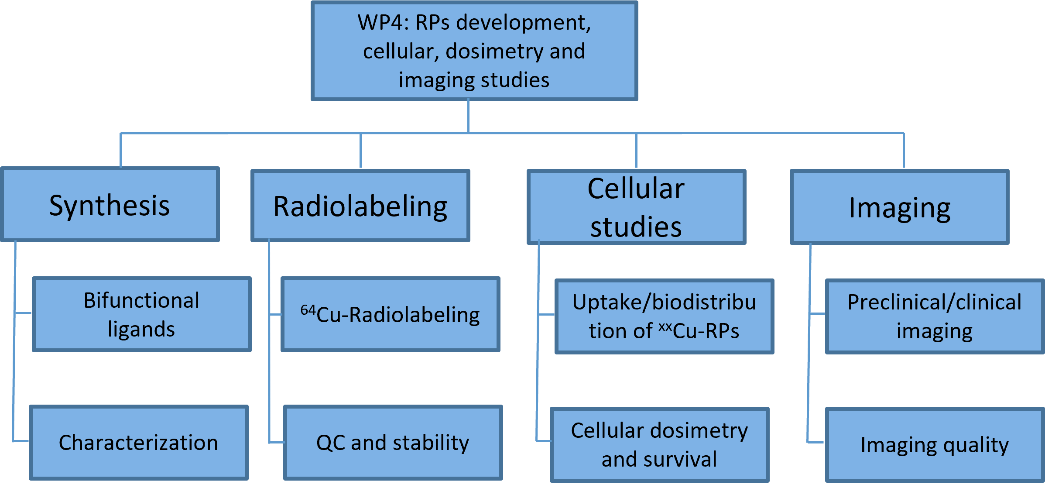 WP4: RPs development,
cellular, dosimetry and
imaging studies
Synthesis
Radiolabeling
Cellular
studies
Imaging
Bifunctional
ligands
⁶⁴Cu-Radiolabeling
Uptake/biodistribu
tion of ˣˣCu-RPs
Preclinical/clinical
imaging
Characterization
QC and stability
Cellular dosimetry
and survival
Imaging quality